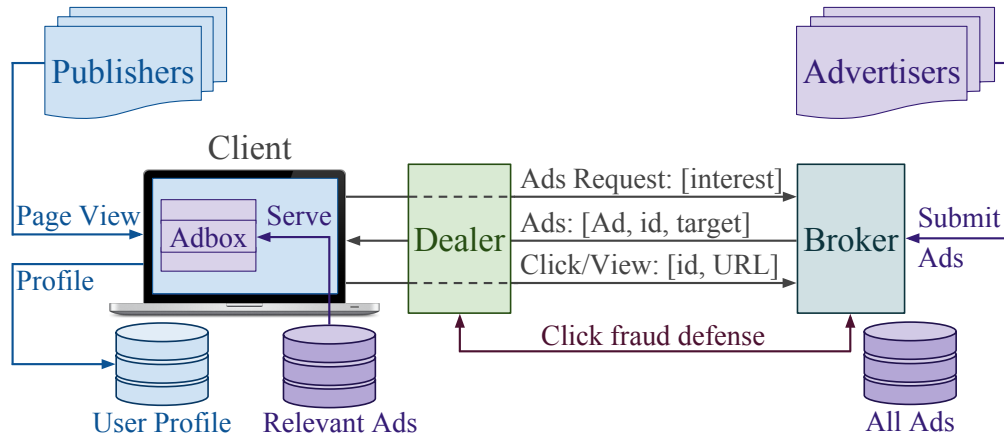 Publishers
Advertisers
Client
Page View
Serve
Adbox
Profile
Dealer
Ads Request: [interest]
Ads: [Ad, id, target]
Click/View: [id, URL]
Broker
Submit
Ads
Click fraud defense
User Profile
Relevant Ads
All Ads